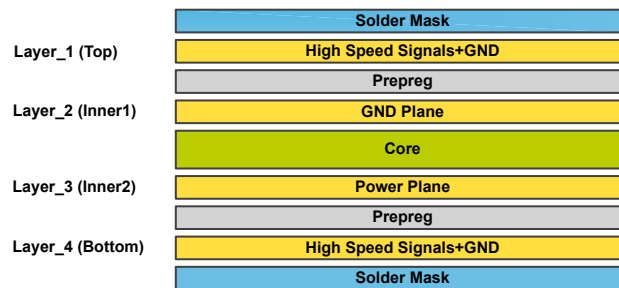 Solder Mask
Layer_1 (Top) High Speed Signals+GND
Prepreg
Layer_2 (Inner1) GND Plane
Core
Layer_3 (Inner2) Power Plane
Prepreg
Layer_4 (Bottom) High Speed Signals+GND
Solder Mask